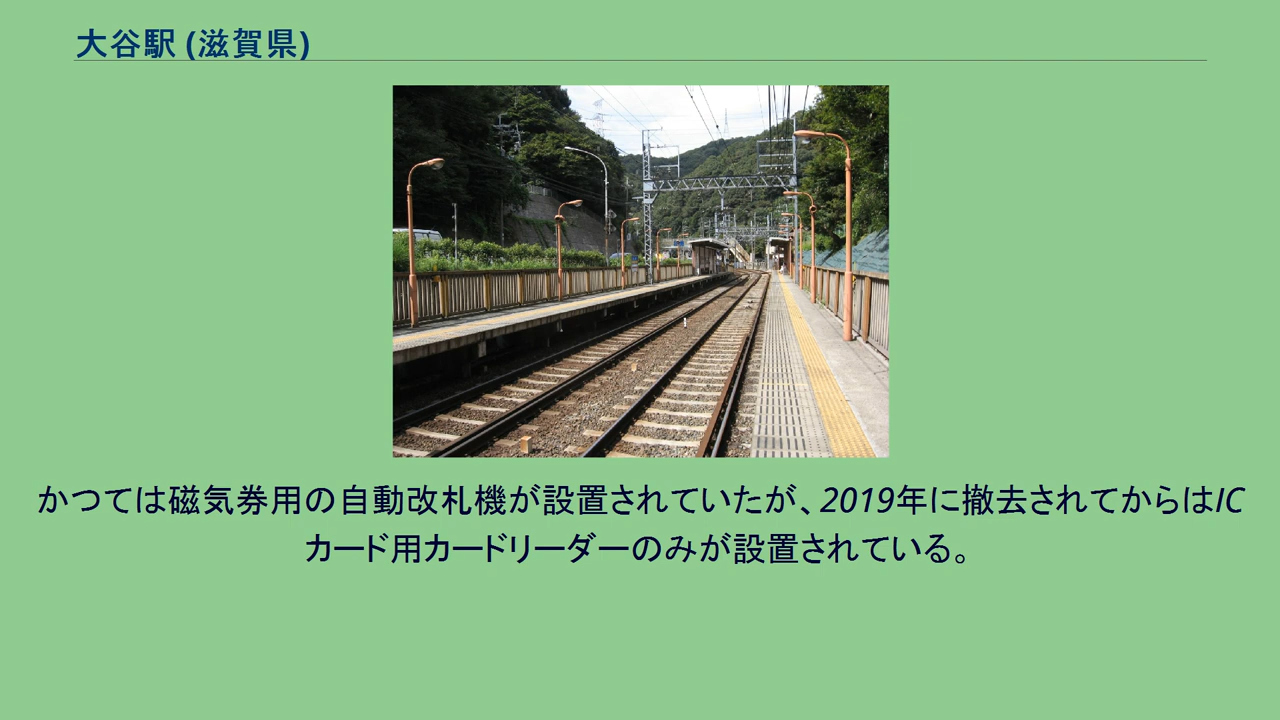 大谷駅 (滋賀県)
かつては磁気券用の自動改札機が設置されていたが、2019年に撤去されてからはIC
カード用カードリーダーのみが設置されている。